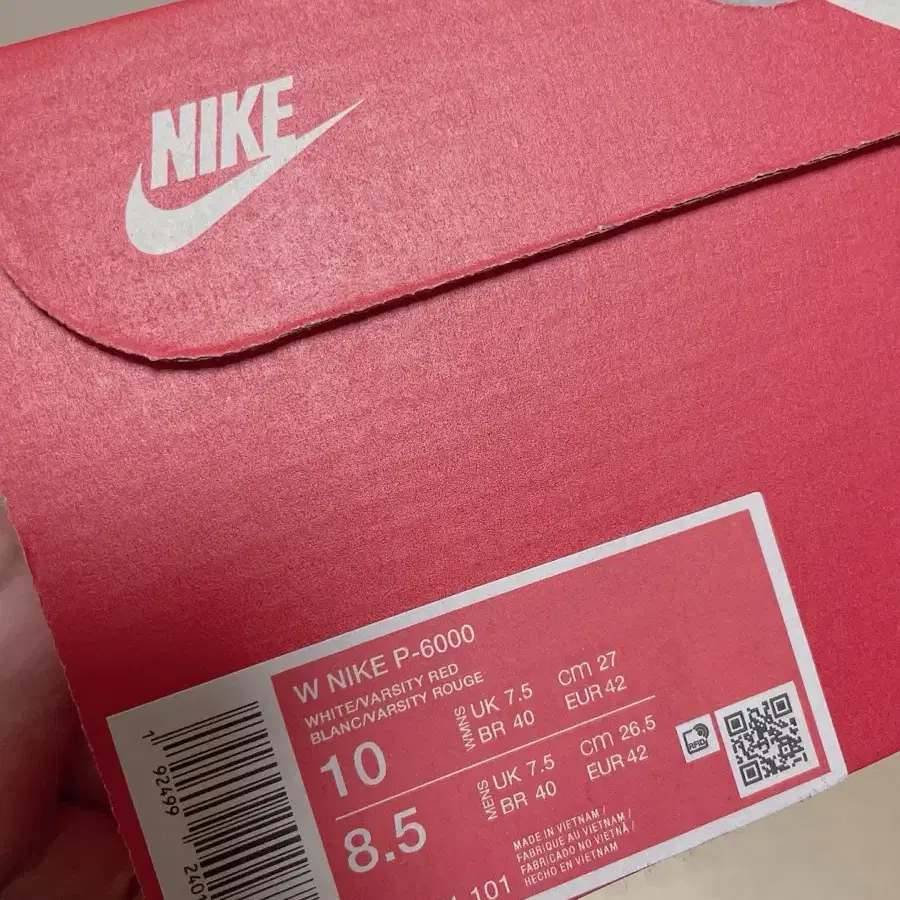 NIKE
W NIKE P-6000
WHITE/VARSITY RED
BLANC/VARSITY ROUGE
10
WMNS
UK 7.5
BR 40
cm 27
EUR 42
8.5
MENS
UK 7.5
BR 40
cm 26.5
EUR 42
RFID
MADE IN VIETNAM /
FABRIQUE AU VIETNAM /
FABRICADO NO VIETNÃ /
HECHO EN VIETNAM
101
1 92499 240